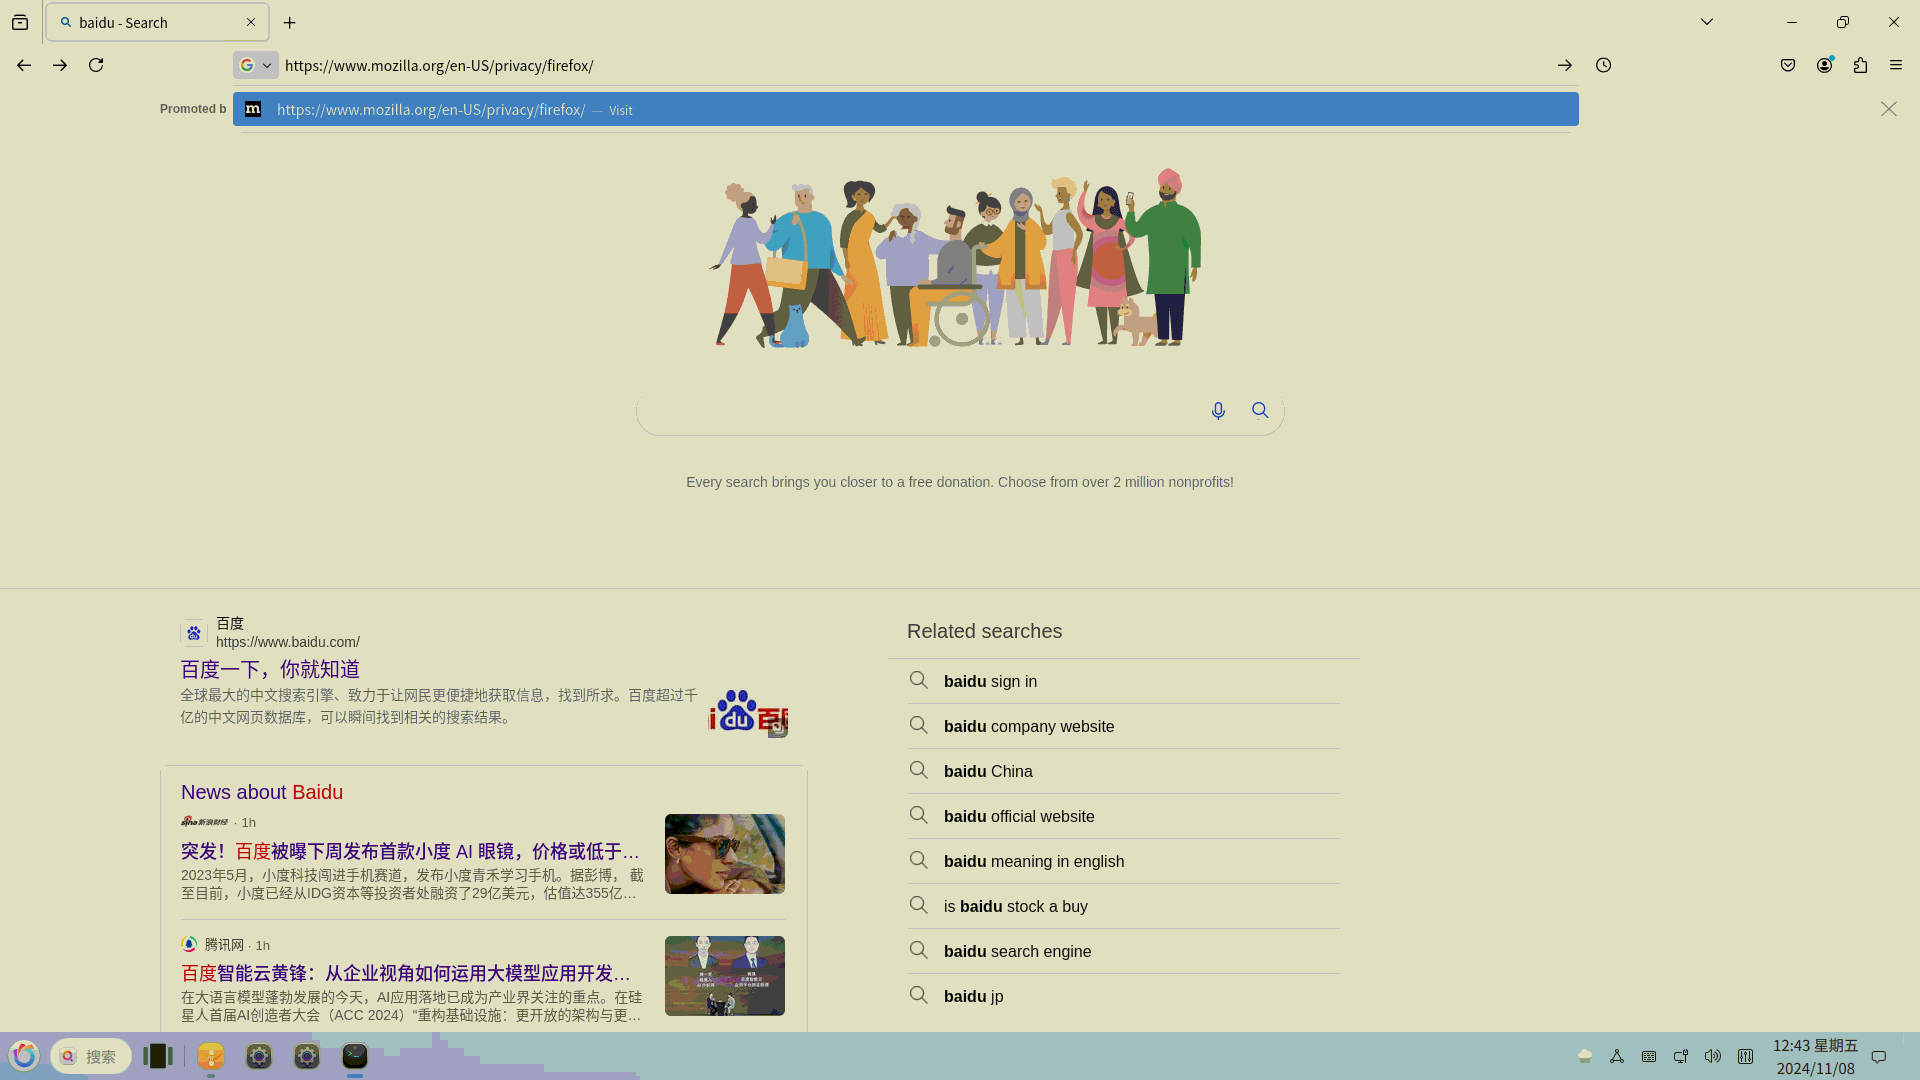 baidu - Search
https://www.mozilla.org/en-US/privacy/firefox/
Promoted b
m https://www.mozilla.org/en-US/privacy/firefox/ — Visit
Every search brings you closer to a free donation. Choose from over 2 million nonprofits!
百度
https://www.baidu.com/
百度一下，你就知道
全球最大的中文搜索引擎、致力于让网民更便捷地获取信息，找到所求。百度超过千
亿的中文网页数据库，可以瞬间找到相关的搜索结果。
du 百
News about Baidu
sina新浪财经 · 1h
突发！百度被曝下周发布首款小度 AI 眼镜，价格或低于…
2023年5月，小度科技闯进手机赛道，发布小度青禾学习手机。据彭博， 截
至目前，小度已经从IDG资本等投资者处融资了29亿美元，估值达355亿…
腾讯网 · 1h
百度智能云黄锋：从企业视角如何运用大模型应用开发…
在大语言模型蓬勃发展的今天，AI应用落地已成为产业界关注的重点。在硅
星人首届AI创造者大会（ACC 2024）“重构基础设施：更开放的架构与更…
Related searches
baidu sign in
baidu company website
baidu China
baidu official website
baidu meaning in english
is baidu stock a buy
baidu search engine
baidu jp
搜索
12:43 星期五
2024/11/08